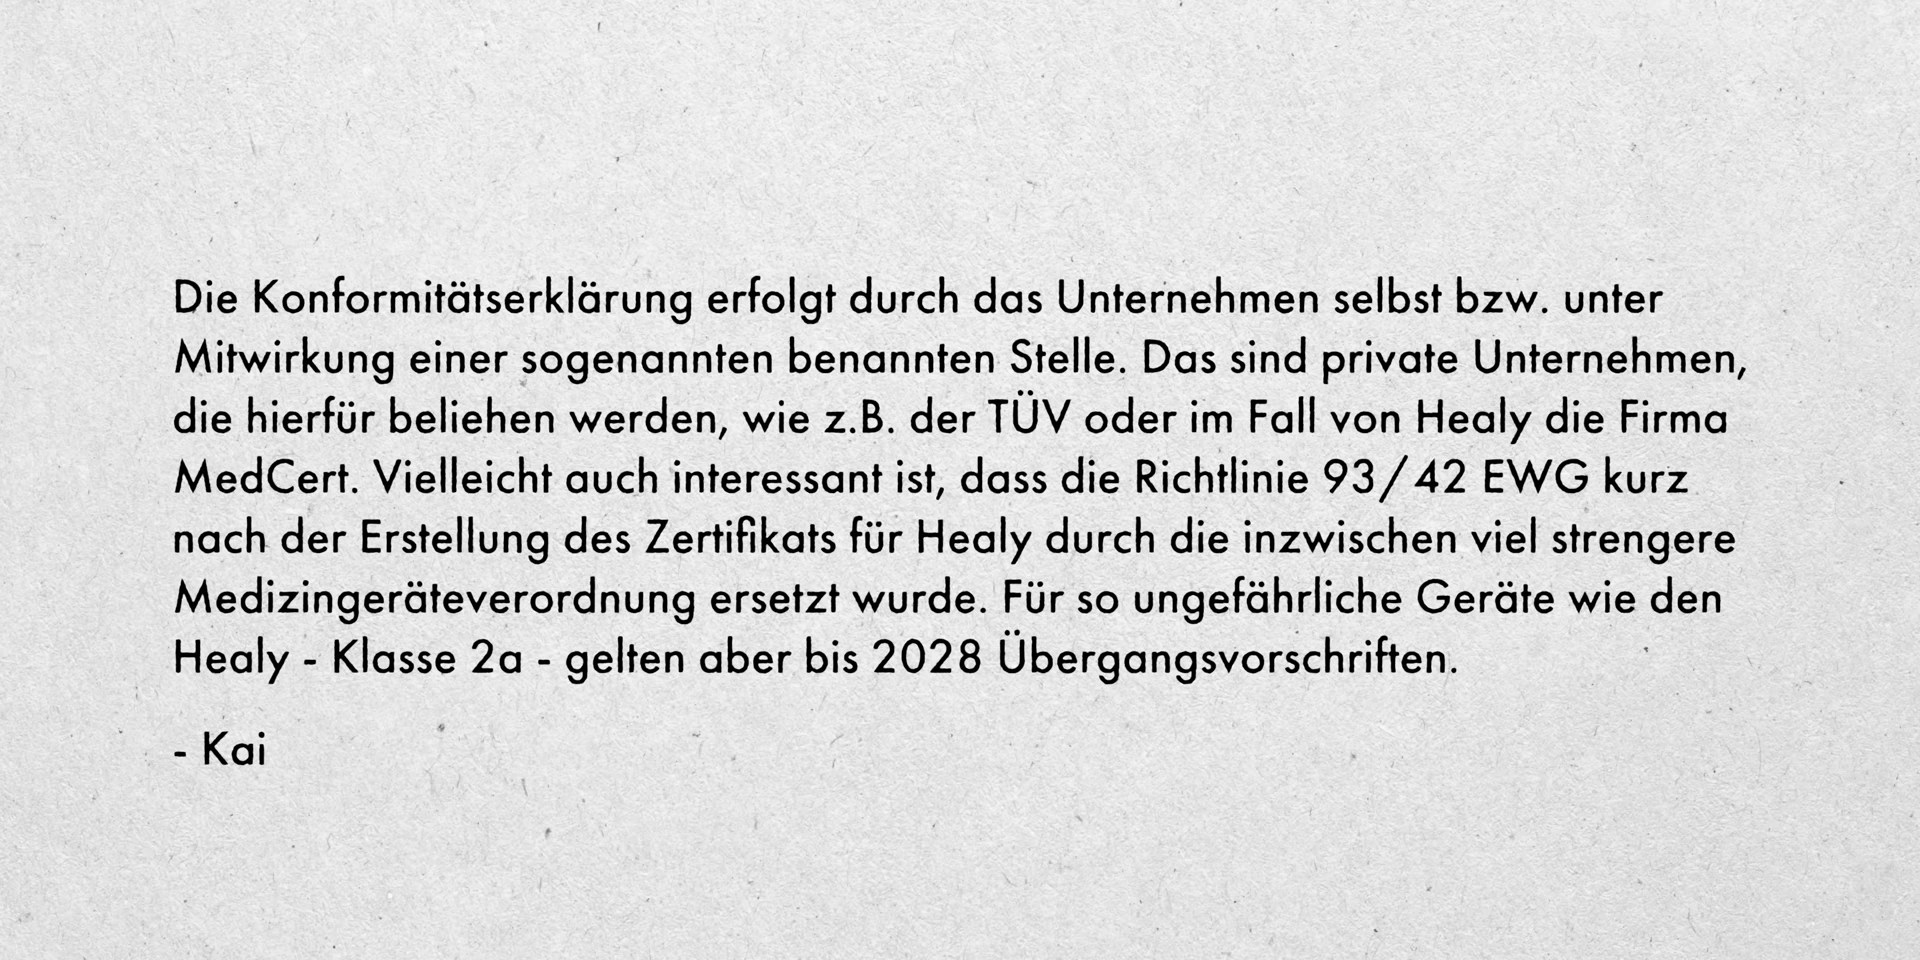 Die Konformitätserklärung erfolgt durch das Unternehmen selbst bzw. unter
Mitwirkung einer sogenannten benannten Stelle. Das sind private Unternehmen,
die hierfür beliehen werden, wie z.B. der TÜV oder im Fall von Healy die Firma
MedCert. Vielleicht auch interessant ist, dass die Richtlinie 93/42 EWG kurz
nach der Erstellung des Zertifikats für Healy durch die inzwischen viel strengere
Medizingeräteverordnung ersetzt wurde. Für so ungefährliche Geräte wie den
Healy - Klasse 2a - gelten aber bis 2028 Übergangsvorschriften.
- Kai